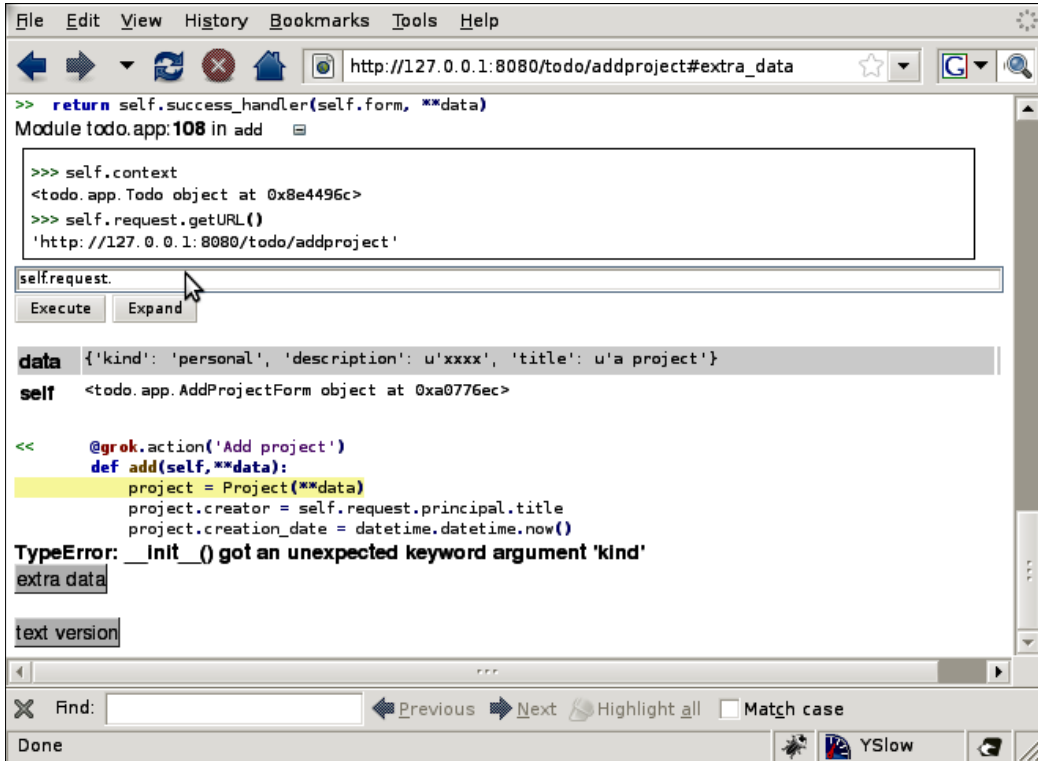 File Edit View History Bookmarks Tools Help
http://127.0.0.1:8080/todo/addproject#extra_data G
>> return self.success_handler(self.form, **data)
Module todo.app:108 in add
>>> self.context
<todo.app.Todo object at 0x8e4496c>
>>> self.request.getURL()
'http://127.0.0.1:8080/todo/addproject'
self.request.
Execute Expand
data {'kind': 'personal', 'description': u'xxxx', 'title': u'a project'}
self <todo.app.AddProjectForm object at 0xa0776ec>
<< @grok.action('Add project')
def add(self,**data):
project = Project(**data)
project.creator = self.request.principal.title
project.creation_date = datetime.datetime.now()
TypeError: __init__() got an unexpected keyword argument 'kind'
extra data
text version
Find: Previous Next Highlight all Match case
Done YSlow